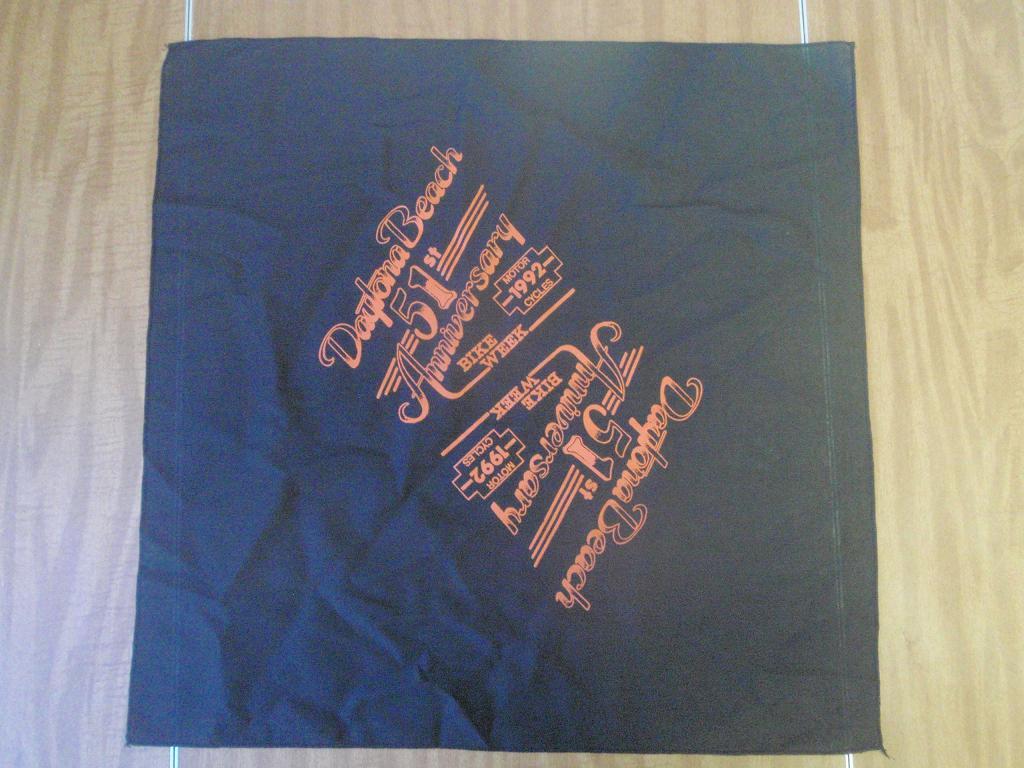 Daytona Beach
51st
Anniversary
BIKE
WEEK
MOTOR
1992
CYCLES
Daytona Beach
51st
Anniversary
BIKE
WEEK
MOTOR
1992
CYCLES